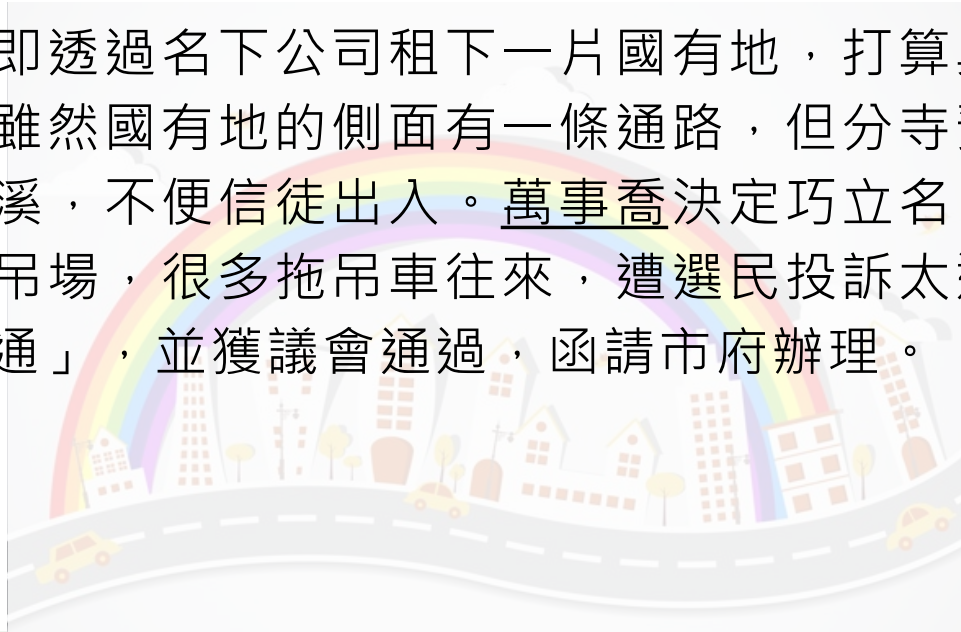 即透過名下公司租下一片國有地，打算
雖然國有地的側面有一條通路，但分寺
溪，不便信徒出入。萬事喬決定巧立名
吊場，很多拖吊車往來，遭選民投訴太
通」，並獲議會通過，函請市府辦理。